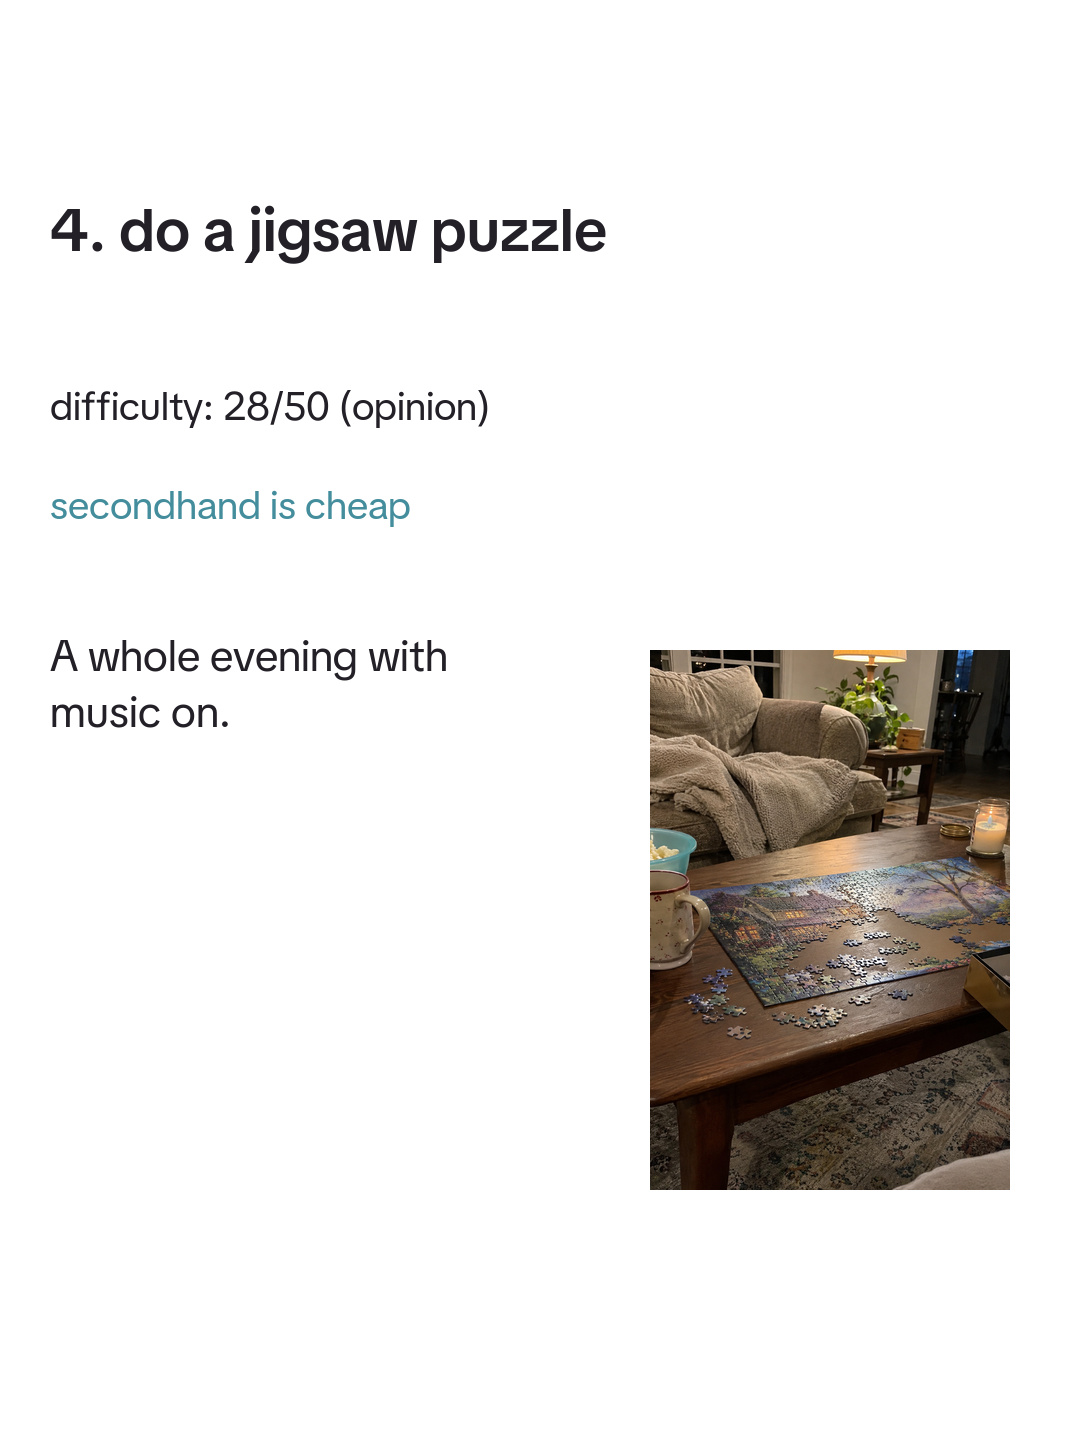 4. do a jigsaw puzzle
difficulty: 28/50 (opinion)
secondhand is cheap
A whole evening with
music on.